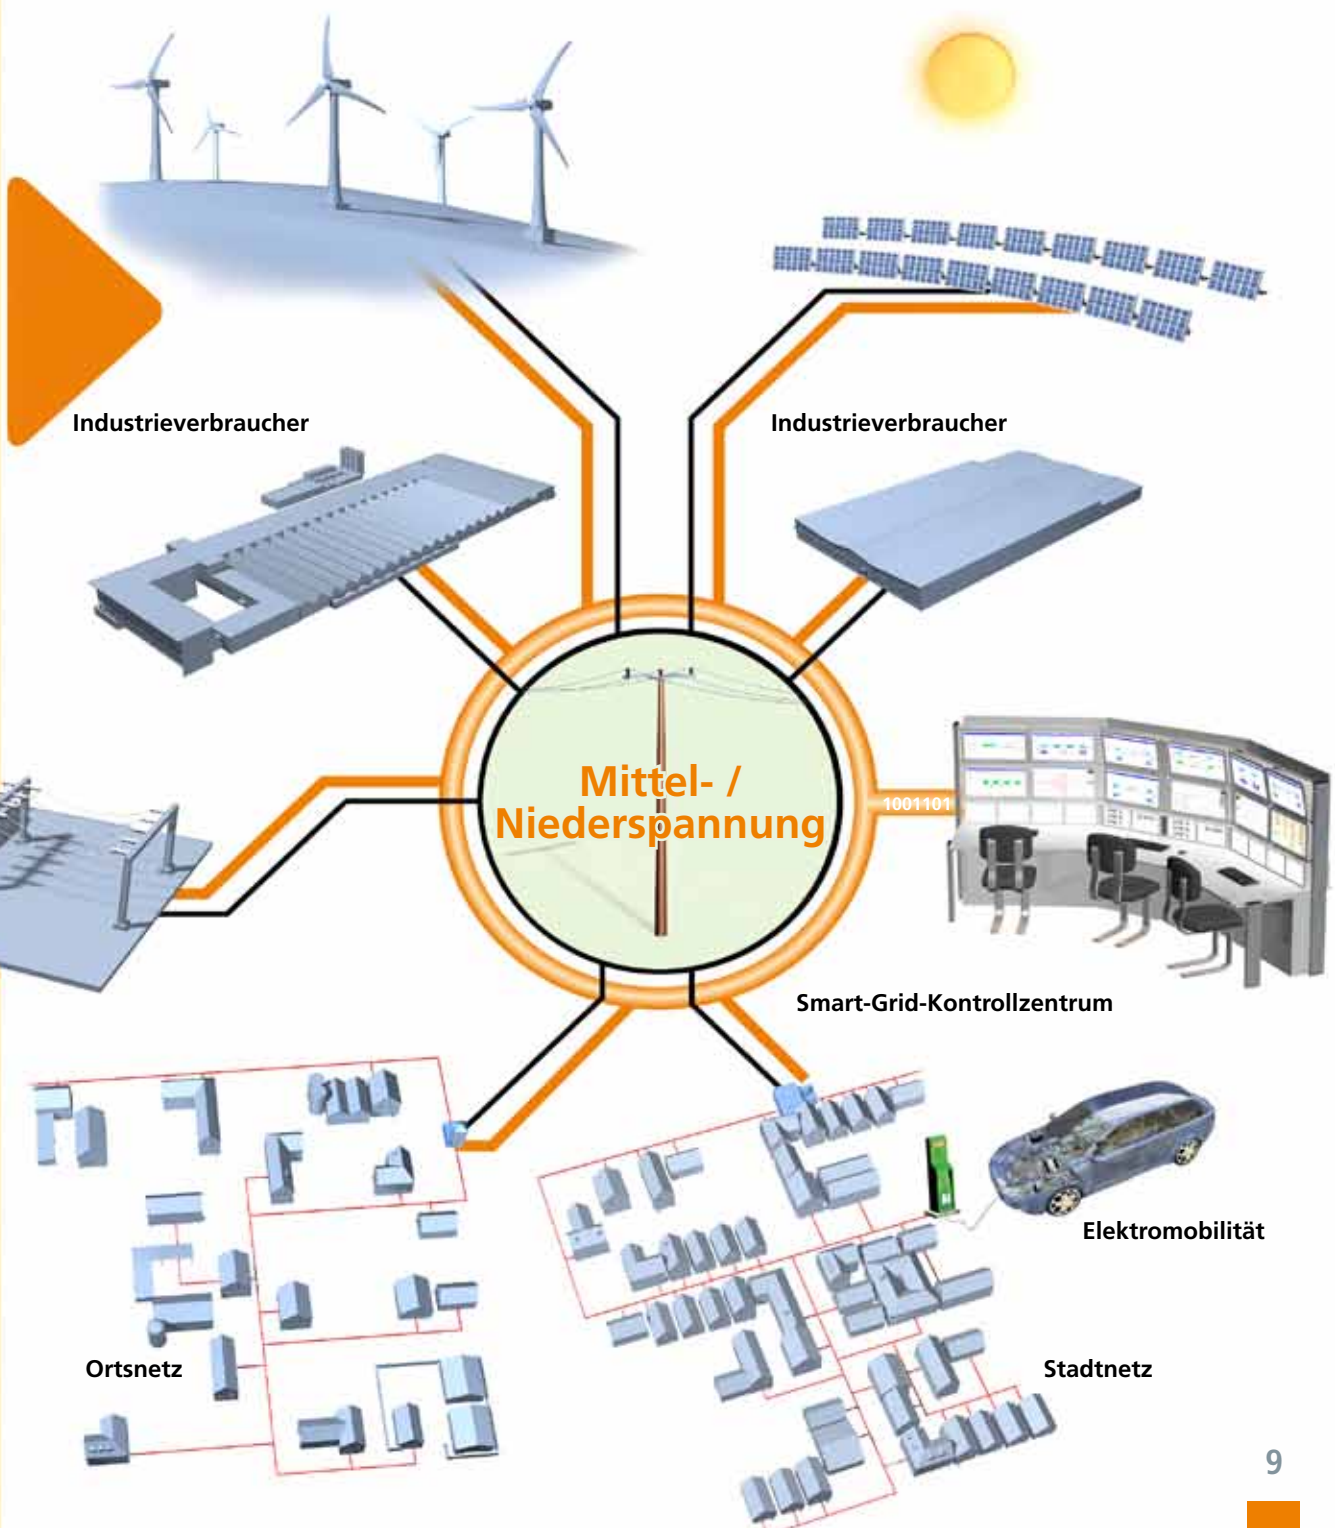 Industrieverbraucher
Industrieverbraucher
Mittel- /
Niederspannung
1001101
Smart-Grid-Kontrollzentrum
Elektromobilität
Ortsnetz
Stadtnetz
9